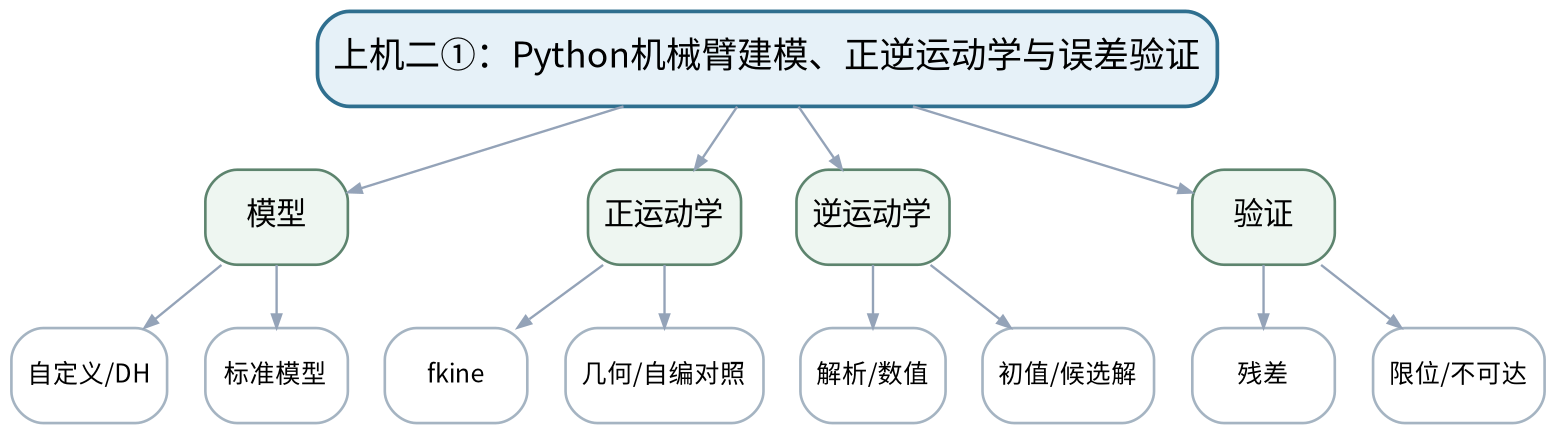 上机二①：Python机械臂建模、正逆运动学与误差验证
模型
正运动学
逆运动学
验证
自定义/DH
标准模型
fkine
几何/自编对照
解析/数值
初值/候选解
残差
限位/不可达